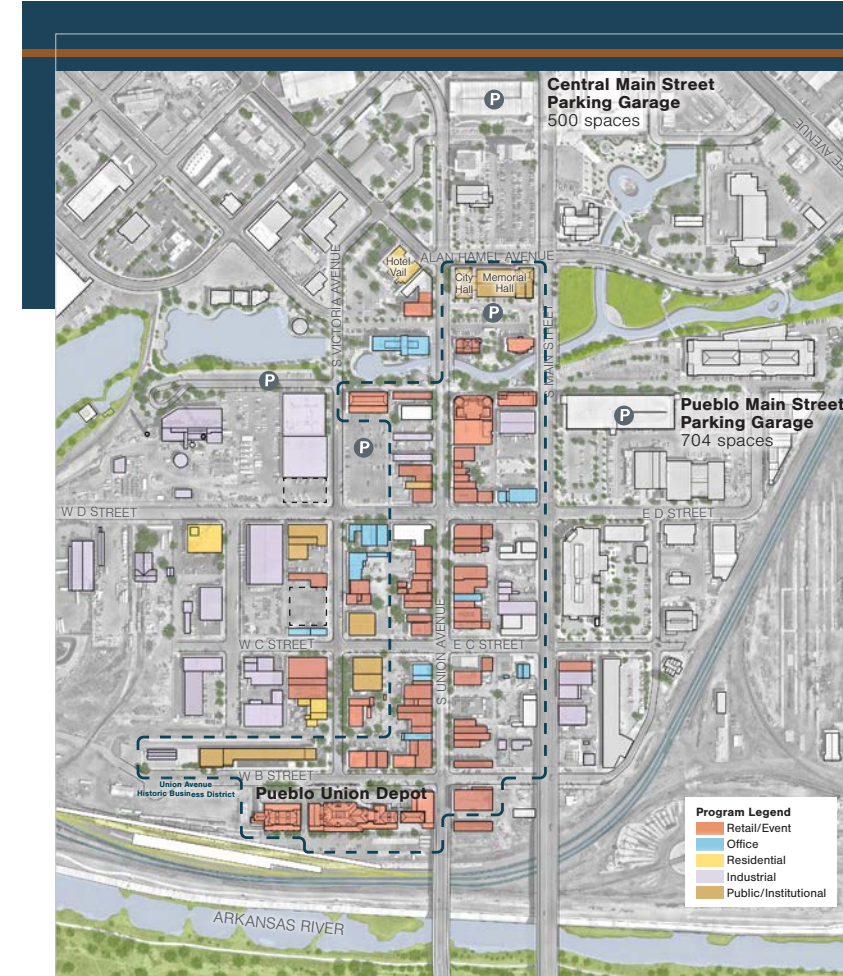 Central Main Street
Parking Garage
500 spaces
P
AVENUE
S VICTORIA AVENUE
Hotel
Vail
ALAN HAMEL AVENUE
City
Hall
Memorial
Hall
P
S MAIN STREET
P
P
Pueblo Main Street
Parking Garage
704 spaces
P
W D STREET
E D STREET
S UNION AVENUE
W C STREET
E C STREET
W B STREET
Union Avenue
Historic Business District
Pueblo Union Depot
Program Legend
Retail/Event
Office
Residential
Industrial
Public/Institutional
ARKANSAS RIVER